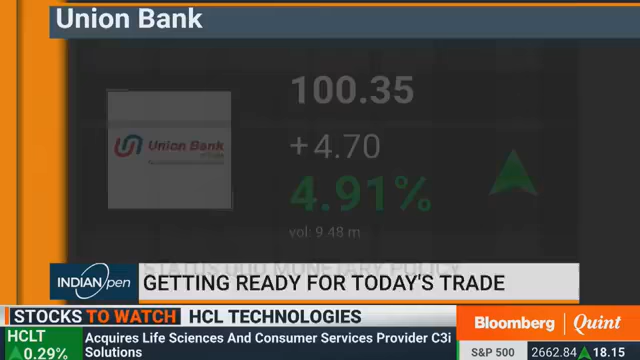 Union Bank
100.35
Union Bank
+4.70
4.91%
vol: 9.48 m
INDIAN Open
GETTING READY FOR TODAY'S TRADE
STOCKS TO WATCH HCL TECHNOLOGIES
Bloomberg | Quint
HCLT
0.29%
Acquires Life Sciences And Consumer Services Provider C3i
Solutions
S&P 500 2662.84 18.15